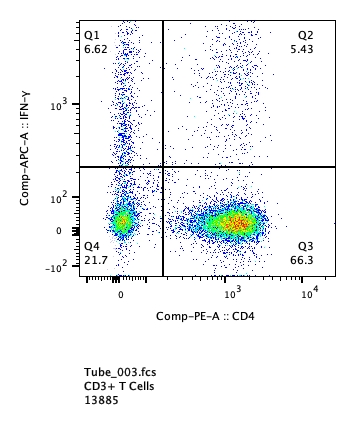 Q1
6.62
Q2
5.43
Comp-APC-A :: IFN-γ
10³
10²
0
-10²
Q4
21.7
Q3
66.3
0
10³
10⁴
Comp-PE-A :: CD4
Tube_003.fcs
CD3+ T Cells
13885